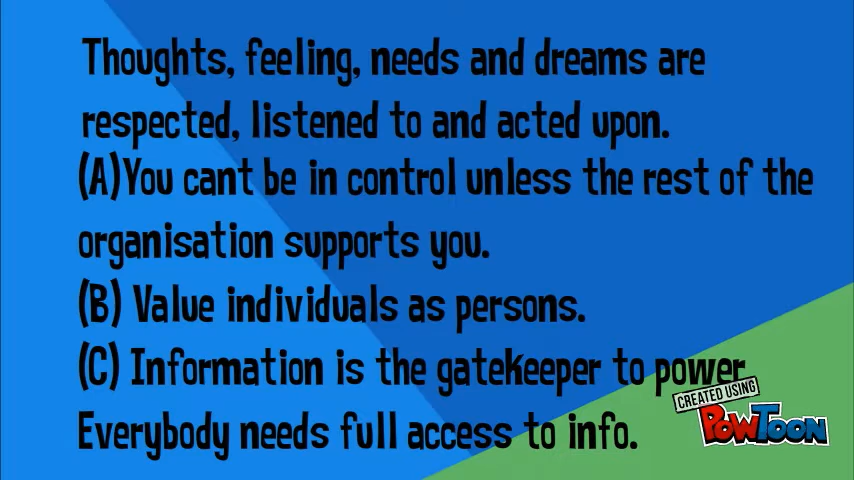 Thoughts, feeling, needs and dreams are
respected, listened to and acted upon.
(A)You cant be in control unless the rest of the
organisation supports you.
(B) Value individuals as persons.
(C) Information is the gatekeeper to power
Everybody needs full access to info.
CREATED USING
POWTOON